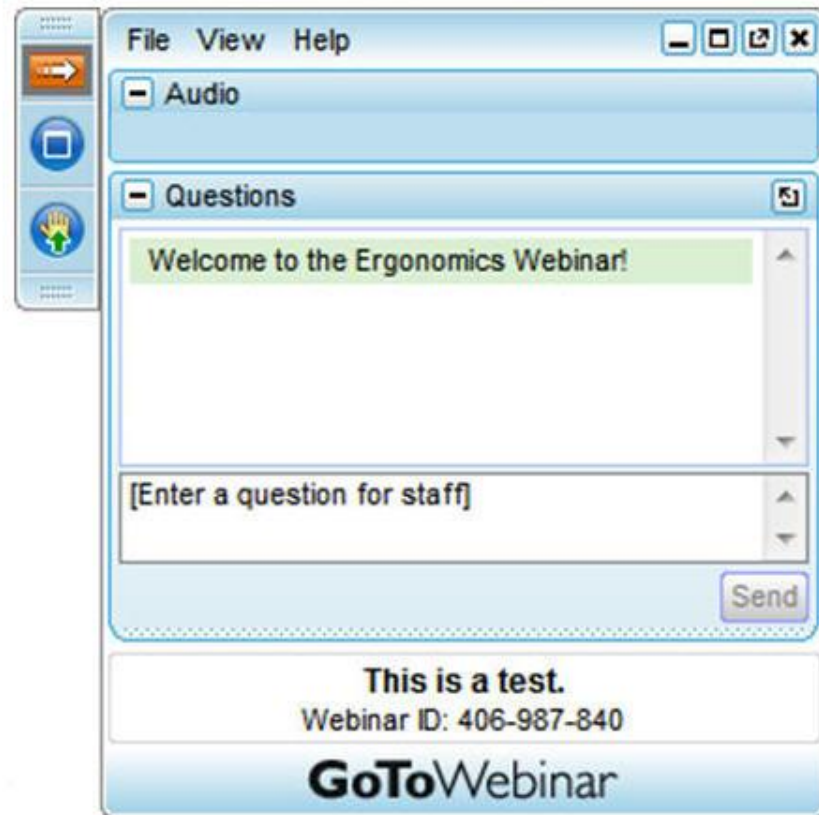 File View Help
Audio
Questions
Welcome to the Ergonomics Webinar!
[Enter a question for staff]
Send
This is a test.
Webinar ID: 406-987-840
GoToWebinar